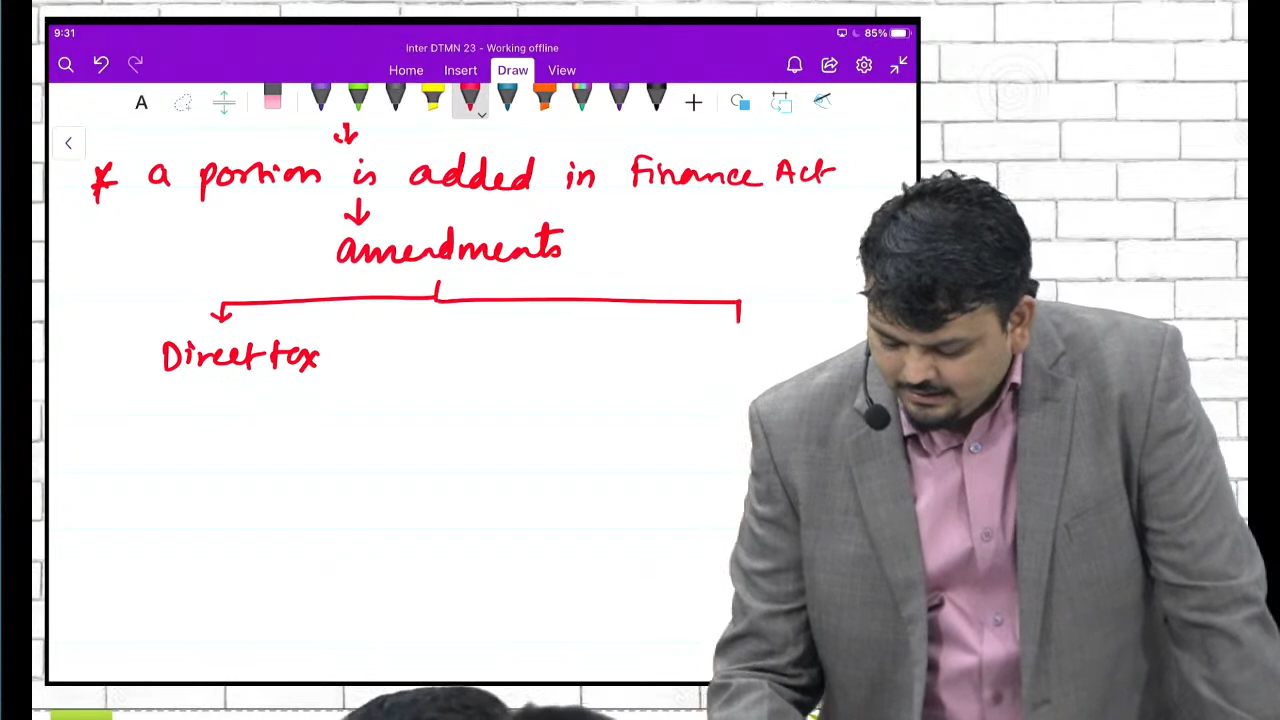 9:31
85%
Inter DTMN 23 - Working offline
Home Insert Draw View
A
* a portion is added in Finance Act
amendments
Direct tax